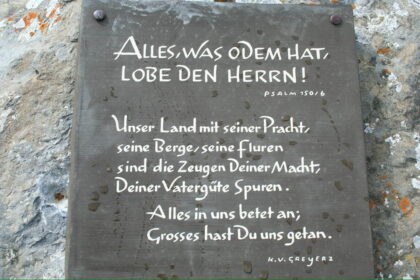 ALLES, WAS ODEM HAT,
LOBE DEN HERRN!
PSALM 150/6
Unser Land mit seiner Pracht,
seine Berge, seine Fluren
sind die Zeugen Deiner Macht,
Deiner Vatergüte Spuren.
Alles in uns betet an;
Grosses hast Du uns getan.
K.V. GREYERZ